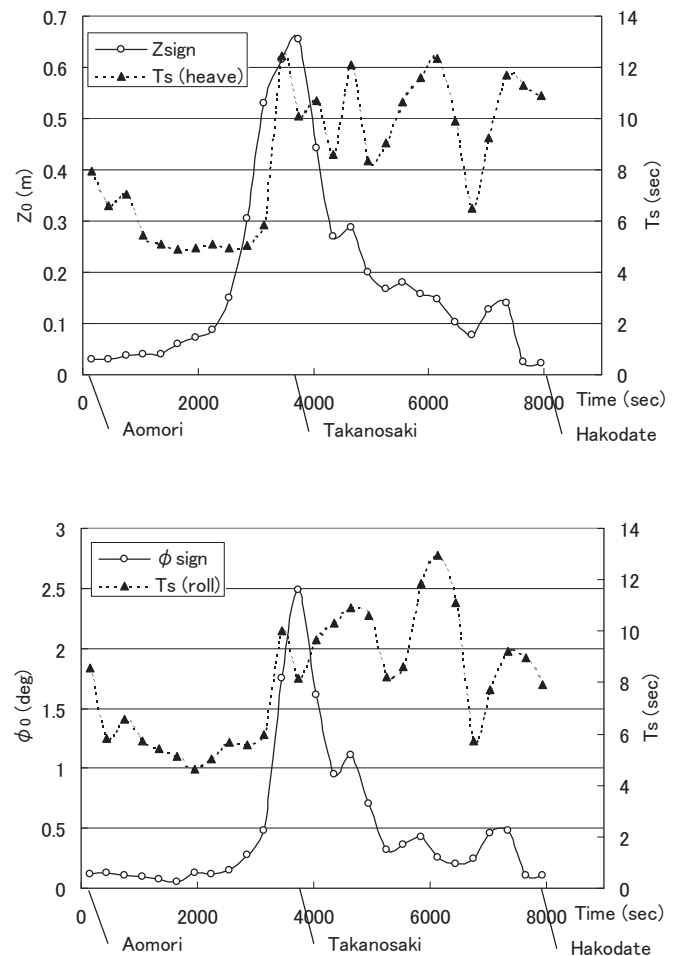 0.7
0.6
0.5
0.4
0.3
0.2
0.1
0
Z0 (m)
Zsign
Ts (heave)
14
12
10
8
6
4
2
0
Ts (sec)
0 2000 4000 6000 8000 Time (sec)
Aomori Takanosaki Hakodate
3
2.5
2
1.5
1
0.5
0
ϕ0 (deg)
ϕ sign
Ts (roll)
14
12
10
8
6
4
2
0
Ts (sec)
0 2000 4000 6000 8000 Time (sec)
Aomori Takanosaki Hakodate